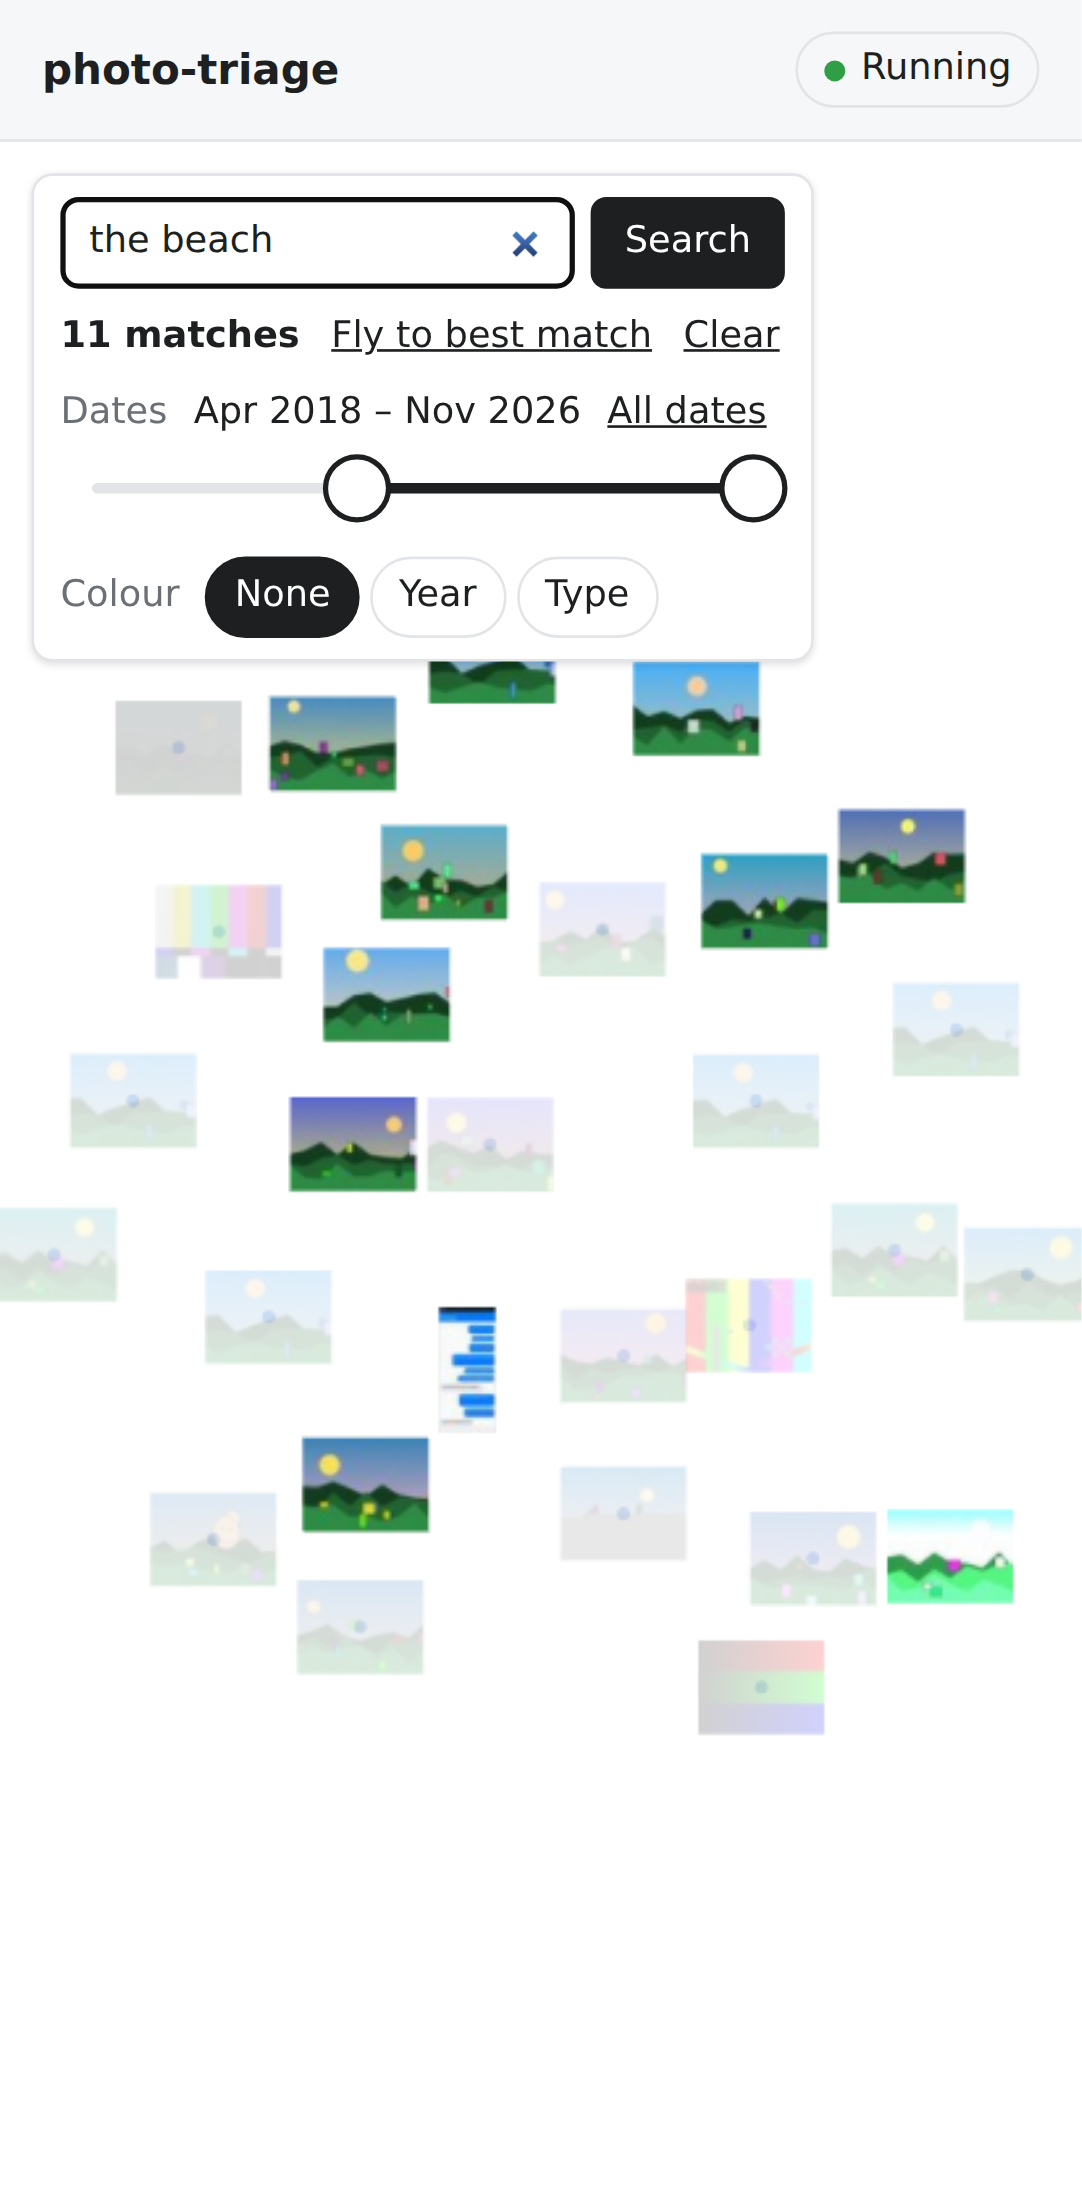 photo-triage
Running
the beach
Search
11 matches Fly to best match Clear
Dates Apr 2018 – Nov 2026 All dates
Colour None Year Type